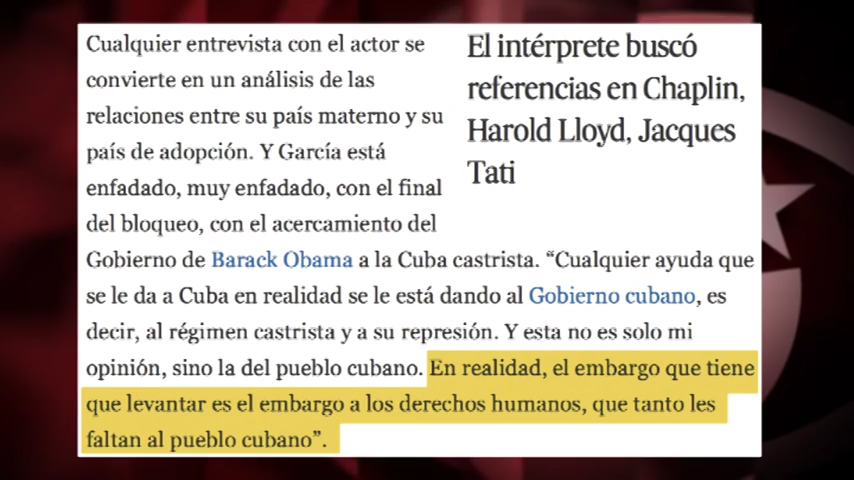 Cualquier entrevista con el actor se
convierte en un análisis de las
relaciones entre su país materno y su
país de adopción. Y García está
enfadado, muy enfadado, con el final
del bloqueo, con el acercamiento del
Gobierno de Barack Obama a la Cuba castrista. “Cualquier ayuda que
se le da a Cuba en realidad se le está dando al Gobierno cubano, es
decir, al régimen castrista y a su represión. Y esta no es solo mi
opinión, sino la del pueblo cubano. En realidad, el embargo que tiene
que levantar es el embargo a los derechos humanos, que tanto les
faltan al pueblo cubano”.
El intérprete buscó
referencias en Chaplin,
Harold Lloyd, Jacques
Tati